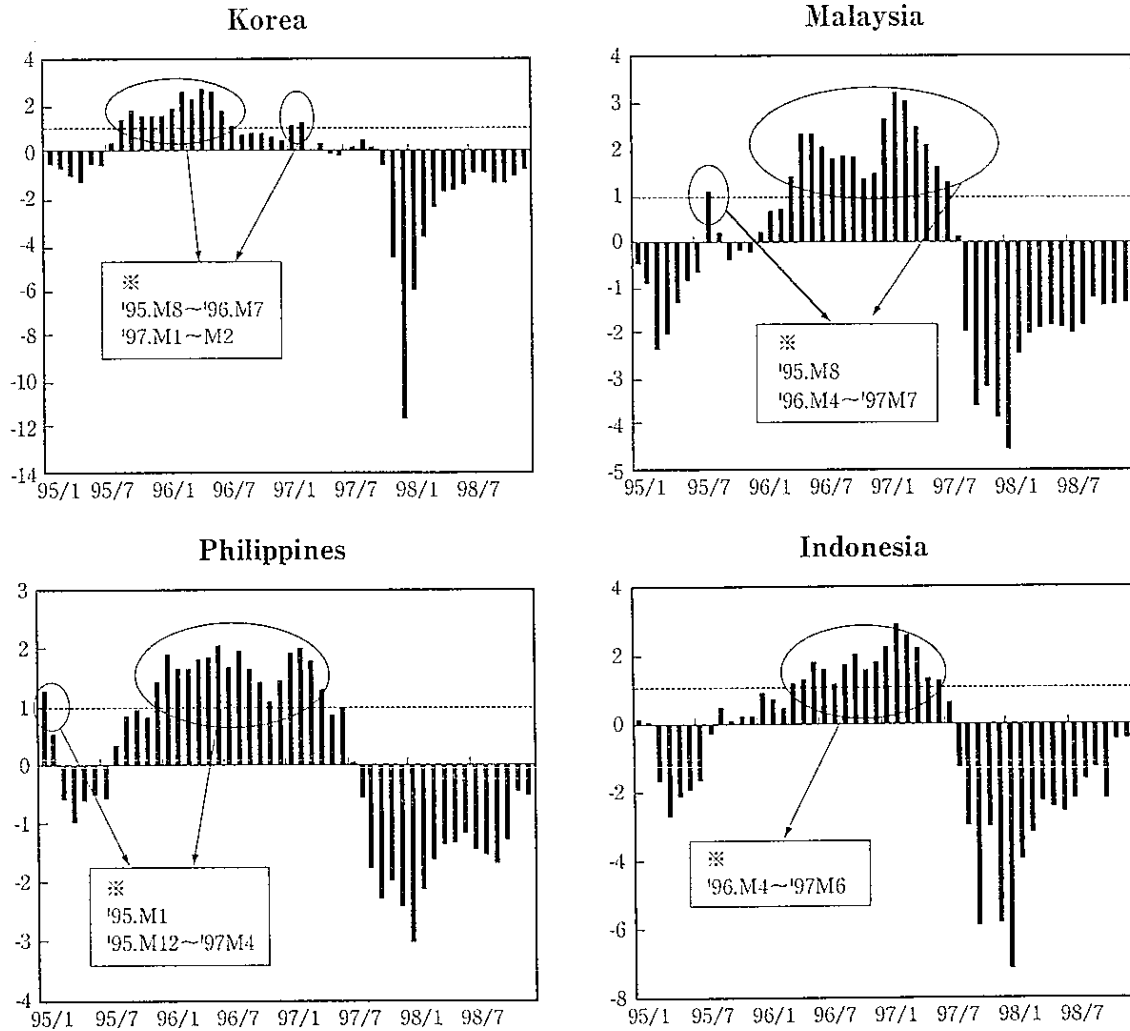 Korea
4
2
0
-2
-4
-6
-8
-10
-12
-14
※
'95.M8~'96.M7
'97.M1~M2
95/1 95/7 96/1 96/7 97/1 97/7 98/1 98/7
Malaysia
4
3
2
1
0
-1
-2
-3
-4
-5
※
'95.M8
'96.M4~'97M7
95/1 95/7 96/1 96/7 97/1 97/7 98/1 98/7
Philippines
3
2
1
0
-1
-2
-3
-4
※
'95.M1
'95.M12~'97M4
95/1 95/7 96/1 96/7 97/1 97/7 98/1 98/7
Indonesia
4
2
0
-2
-4
-6
-8
※
'96.M4~'97M6
95/1 95/7 96/1 96/7 97/1 97/7 98/1 98/7